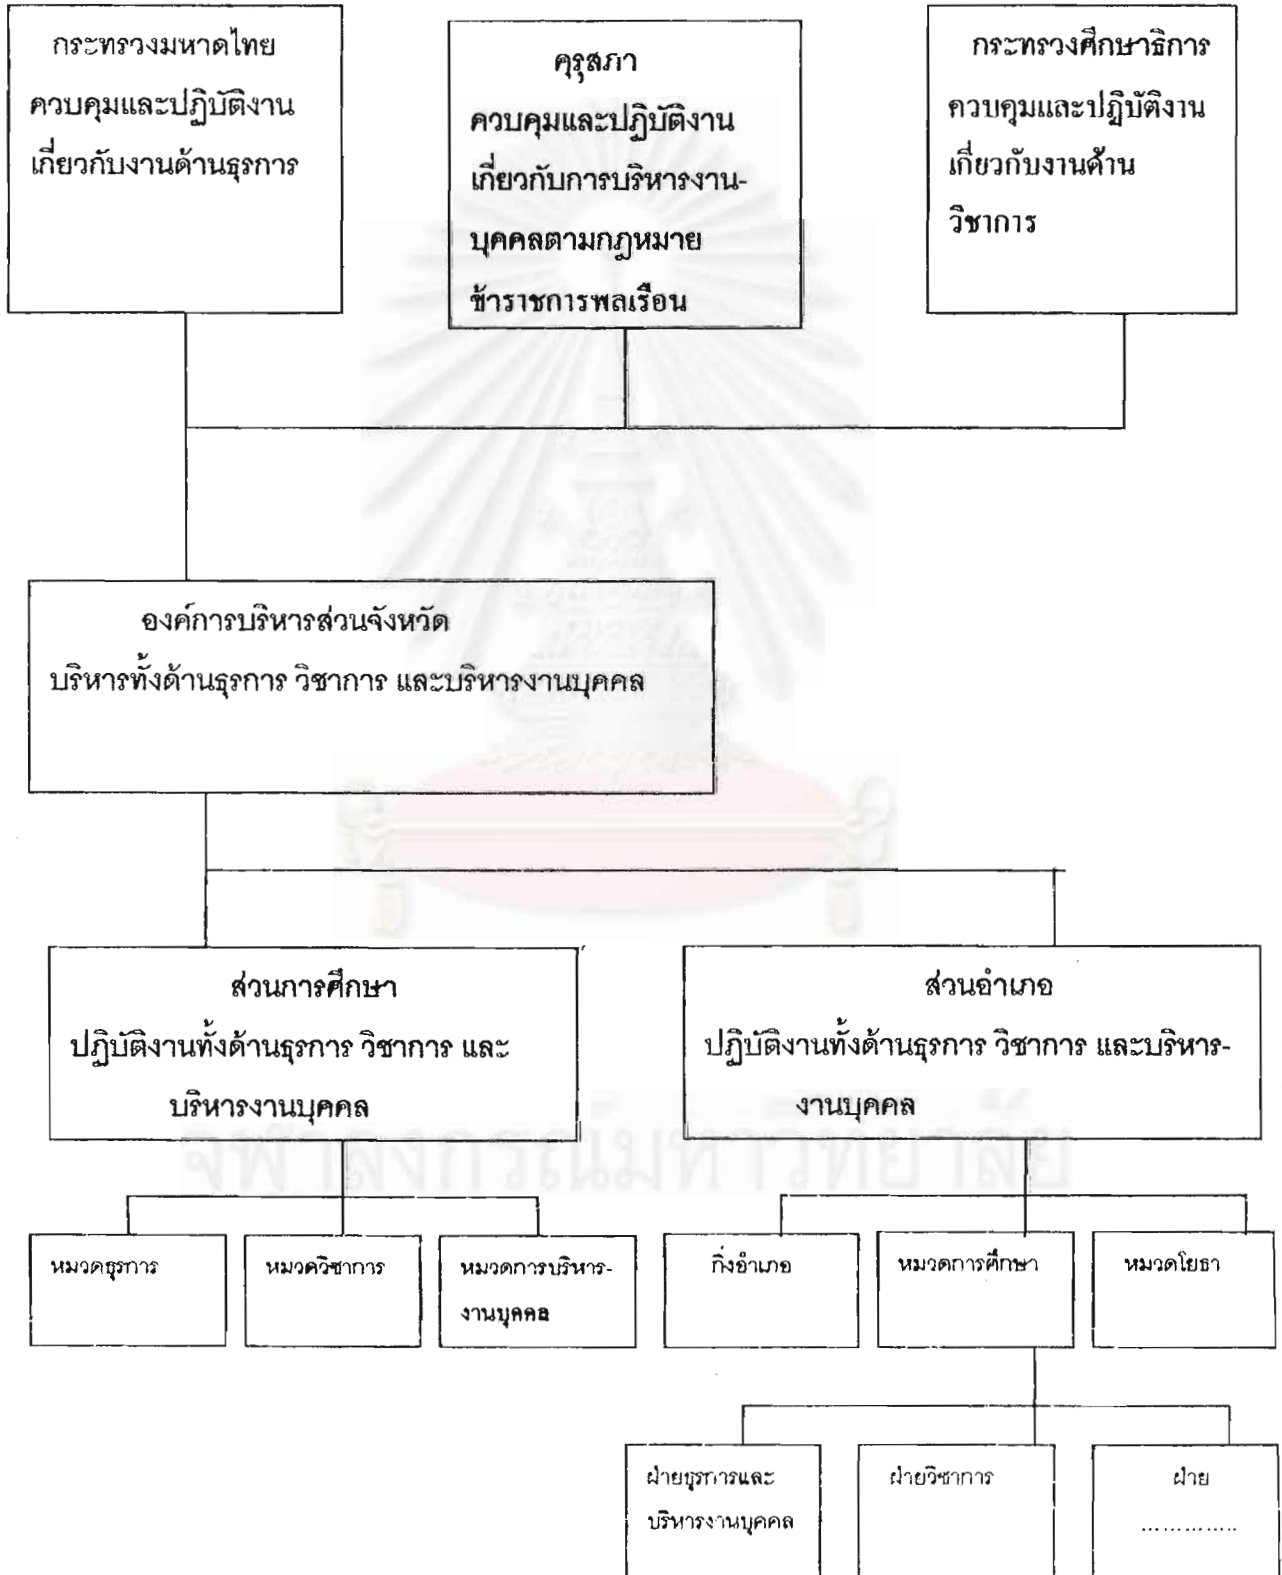 กระทรวงมหาดไทย
ควบคุมและปฏิบัติงาน
เกี่ยวกับงานด้านธุรการ
คุรุสภา
ควบคุมและปฏิบัติงาน
เกี่ยวกับการบริหารงาน-
บุคคลตามกฎหมาย
ข้าราชการพลเรือน
กระทรวงศึกษาธิการ
ควบคุมและปฏิบัติงาน
เกี่ยวกับงานด้าน
วิชาการ
องค์การบริหารส่วนจังหวัด
บริหารทั้งด้านธุรการ วิชาการ และบริหารงานบุคคล
ส่วนการศึกษา
ปฏิบัติงานทั้งด้านธุรการ วิชาการ และ
บริหารงานบุคคล
ส่วนอำเภอ
ปฏิบัติงานทั้งด้านธุรการ วิชาการ และบริหาร-
งานบุคคล
จุฬาลงกรณ์มหาวิทยาลัย
หมวดธุรการ
หมวดวิชาการ
หมวดการบริหาร-
งานบุคคล
กิ่งอำเภอ
หมวดการศึกษา
หมวดโยธา
ฝ่ายธุรการและ
บริหารงานบุคคล
ฝ่ายวิชาการ
ฝ่าย
.............